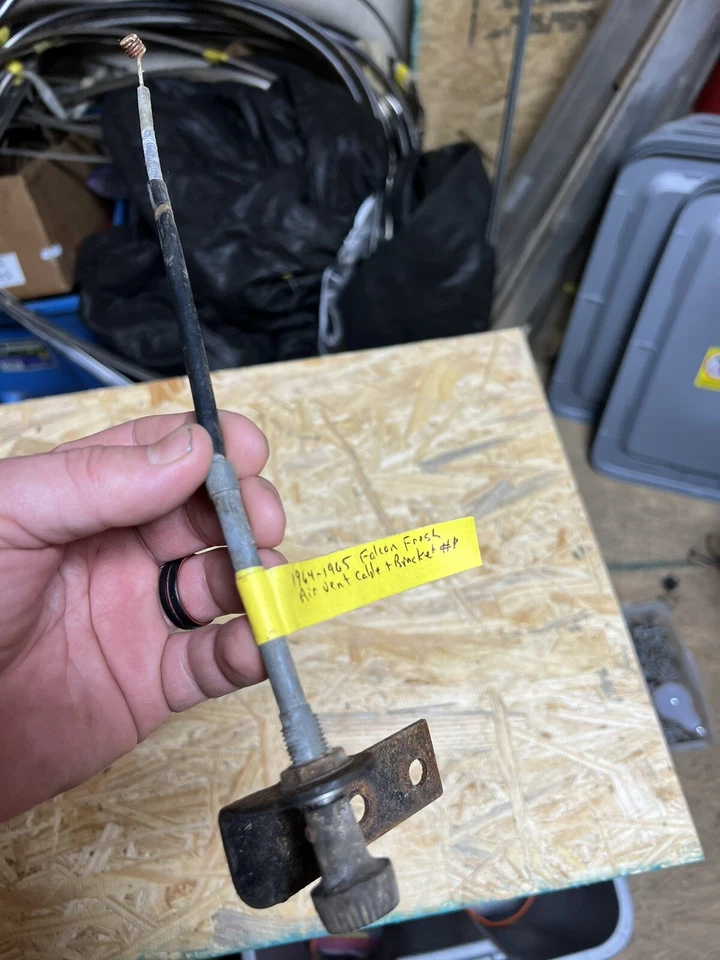 1964-1965 Falcon Fresh
Air Vent Cable + Bracket